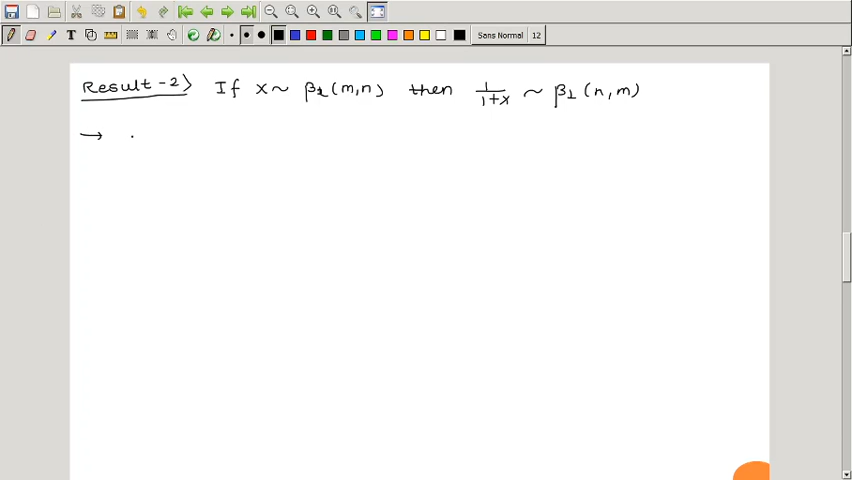 Sans Normal 12
Result-2) If x ~ β₂(m,n) then 1/(1+x) ~ β₁(n,m)
→ .